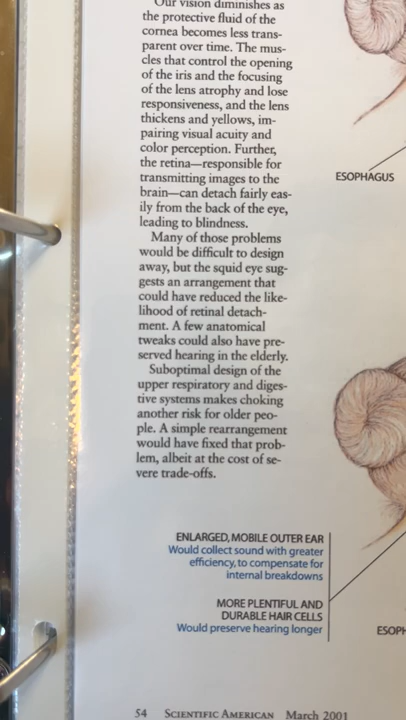 Our vision diminishes as
the protective fluid of the
cornea becomes less trans-
parent over time. The mus-
cles that control the opening
of the iris and the focusing
of the lens atrophy and lose
responsiveness, and the lens
thickens and yellows, im-
pairing visual acuity and
color perception. Further,
the retina—responsible for
transmitting images to the
brain—can detach fairly eas-
ily from the back of the eye,
leading to blindness.
Many of those problems
would be difficult to design
away, but the squid eye sug-
gests an arrangement that
could have reduced the like-
lihood of retinal detach-
ment. A few anatomical
tweaks could also have pre-
served hearing in the elderly.
Suboptimal design of the
upper respiratory and diges-
tive systems makes choking
another risk for older peo-
ple. A simple rearrangement
would have fixed that prob-
lem, albeit at the cost of se-
vere trade-offs.
ESOPHAGUS
ENLARGED, MOBILE OUTER EAR
Would collect sound with greater
efficiency, to compensate for
internal breakdowns
MORE PLENTIFUL AND
DURABLE HAIR CELLS
Would preserve hearing longer
ESOPH
54 SCIENTIFIC AMERICAN March 2001